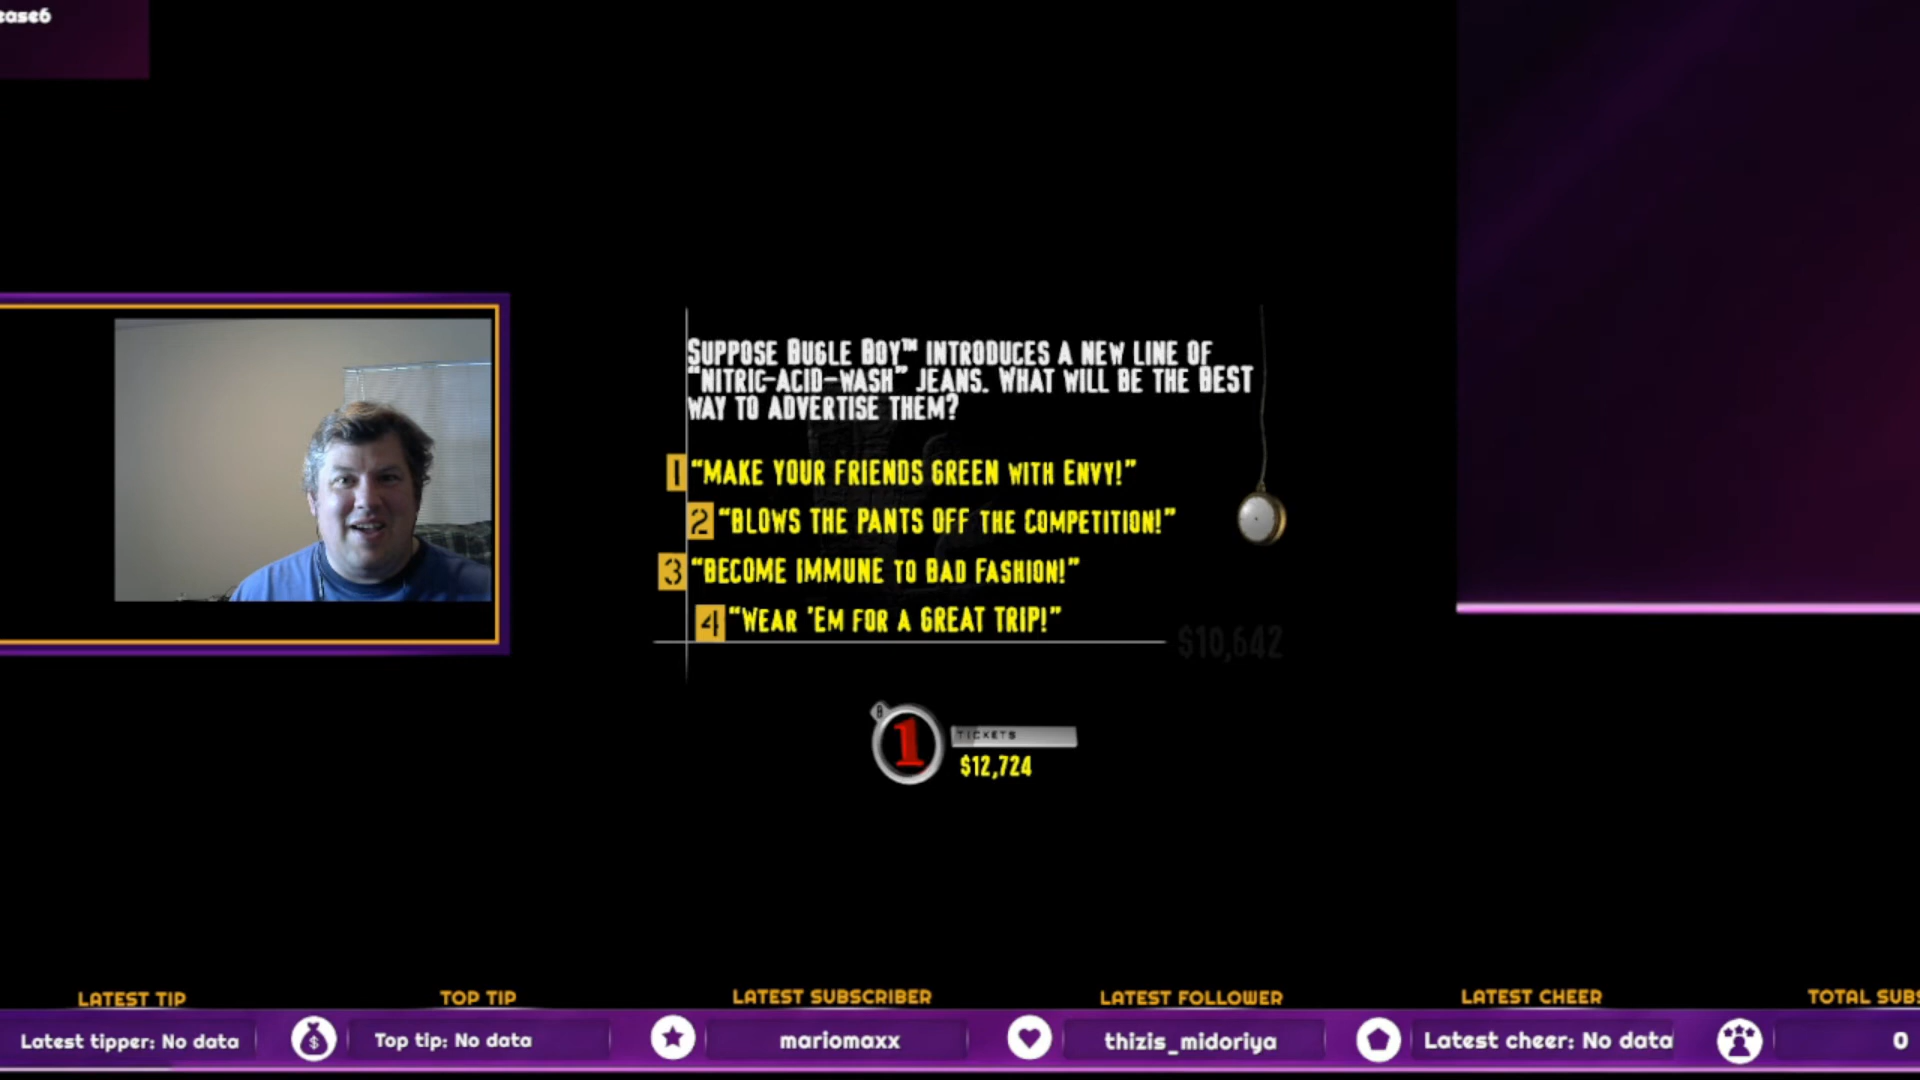 ease6
SUPPOSE BUGLE BOY™ INTRODUCES A NEW LINE OF
"NITRIC-ACID-WASH" JEANS. WHAT WILL BE THE BEST
WAY TO ADVERTISE THEM?
1 "MAKE YOUR FRIENDS GREEN WITH ENVY!"
2 "BLOWS THE PANTS OFF THE COMPETITION!"
3 "BECOME IMMUNE TO BAD FASHION!"
4 "WEAR 'EM FOR A GREAT TRIP!"
$10,642
1 TICKETS
$12,724
LATEST TIP TOP TIP LATEST SUBSCRIBER LATEST FOLLOWER LATEST CHEER TOTAL SUBS
Latest tipper: No data Top tip: No data mariomaxx thizis_midoriya Latest cheer: No data 0